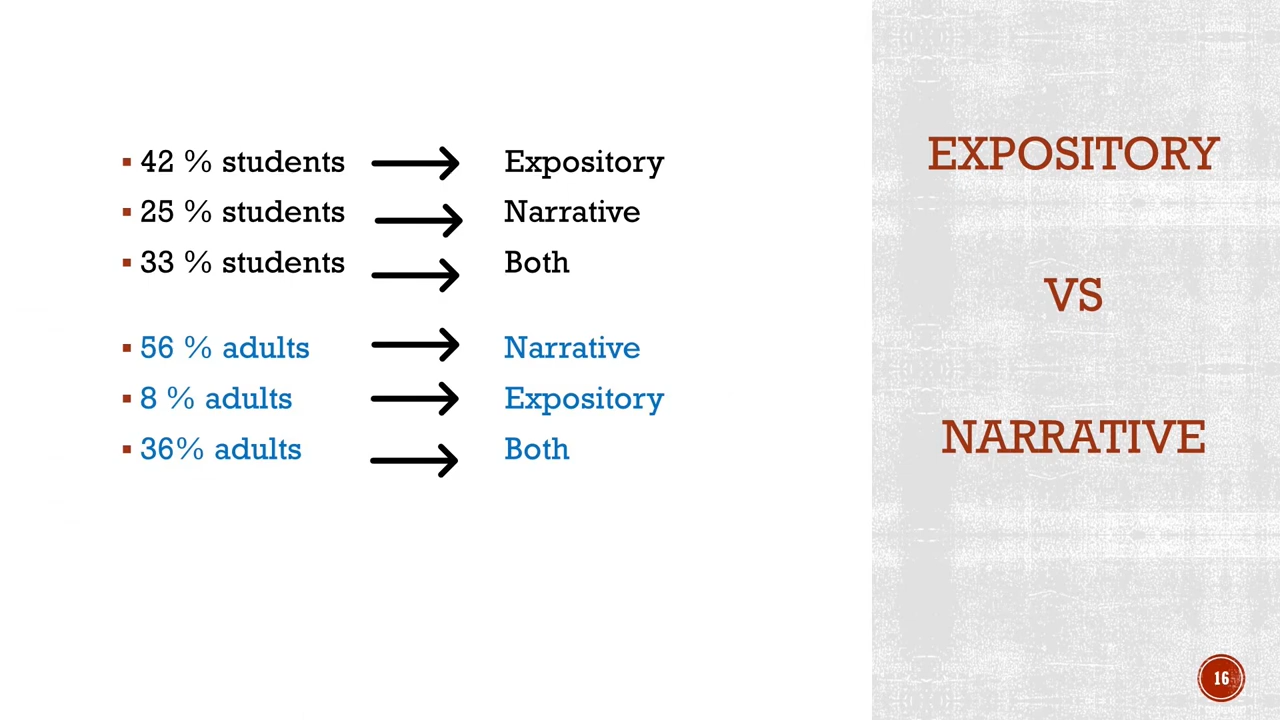 42 % students Expository
25 % students Narrative
33 % students Both
56 % adults Narrative
8 % adults Expository
36% adults Both
EXPOSITORY
VS
NARRATIVE
16